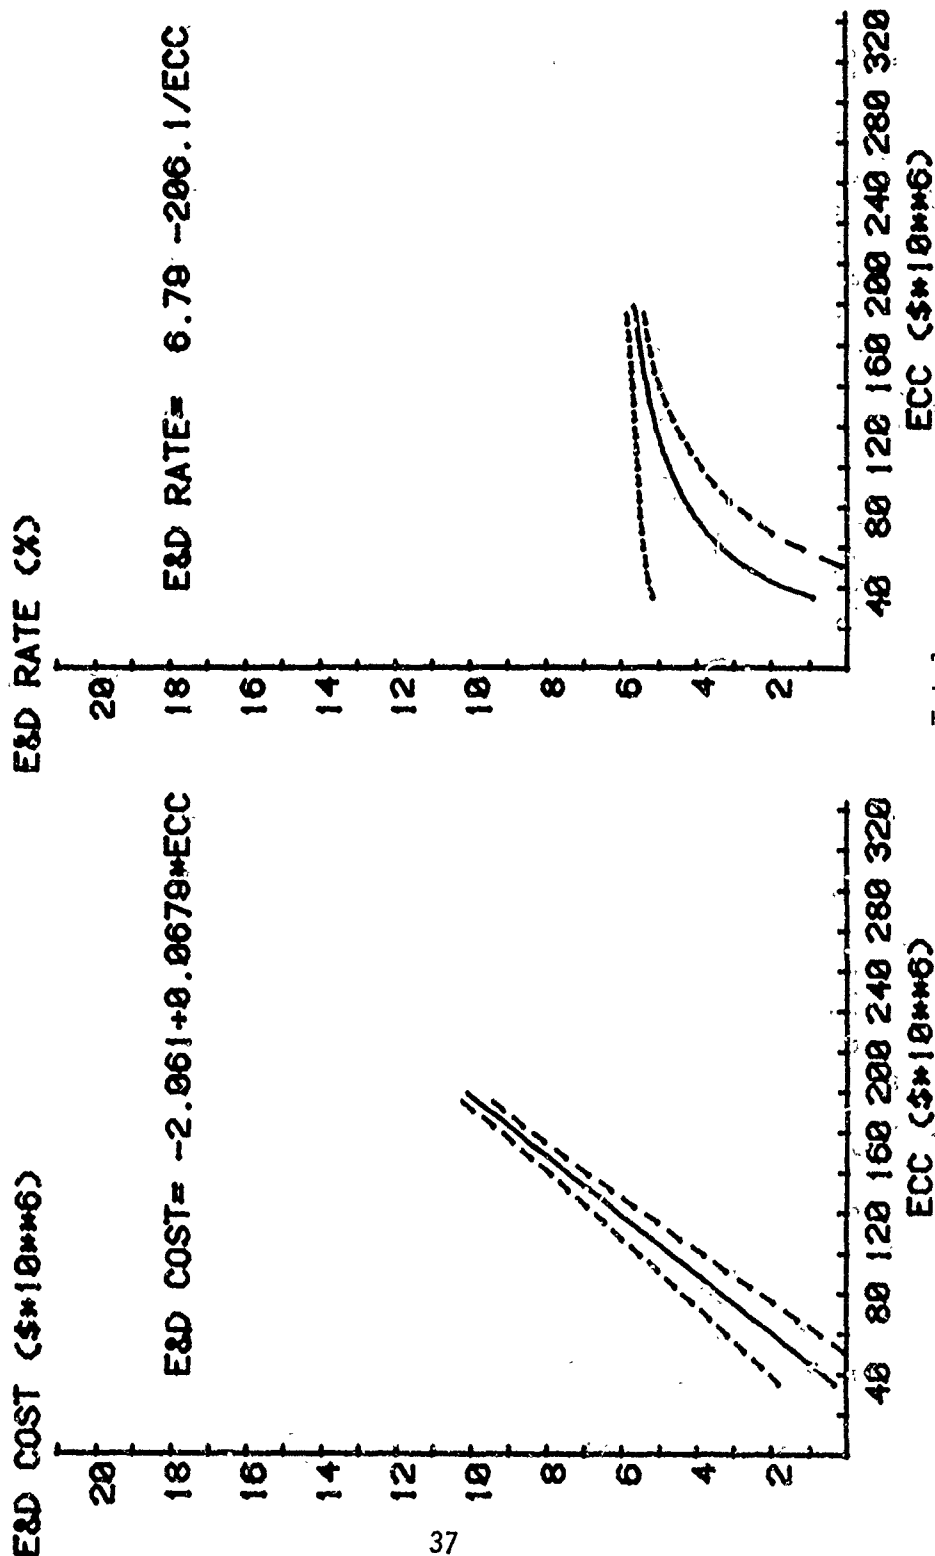 E&D COST ($*10**6)
E&D COST= -2.061+0.0679*ECC
20
18
16
14
12
10
8
6
4
2
40 80 120 160 200 240 280 320
ECC ($*10**6)
E&D RATE (%)
E&D RATE= 6.79 -206.1/ECC
20
18
16
14
12
10
8
6
4
2
40 80 120 160 200 240 280 320
ECC ($*10**6)
37